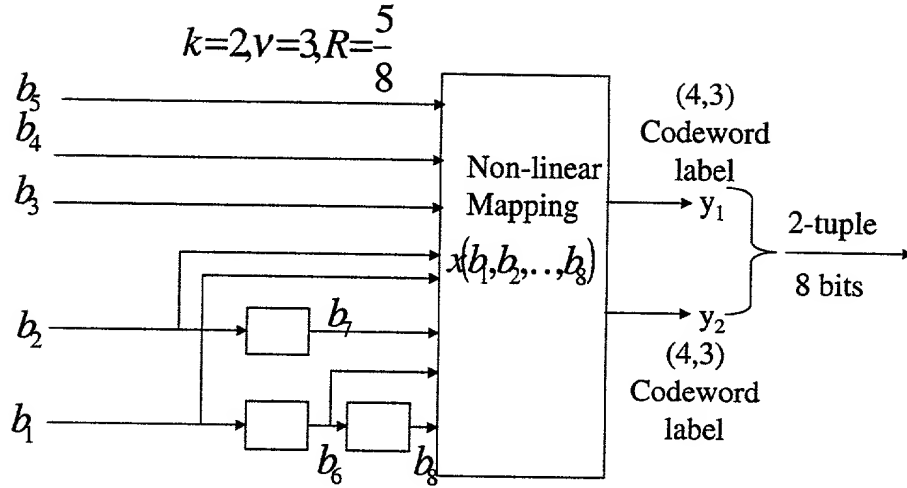 k=2,ν=3,R=5/8
b5
b4
b3
b2
b1
b7
b6
b8
Non-linear
Mapping
x(b1,b2,..,b8)
(4,3)
Codeword
label
y1
y2
(4,3)
Codeword
label
2-tuple
8 bits